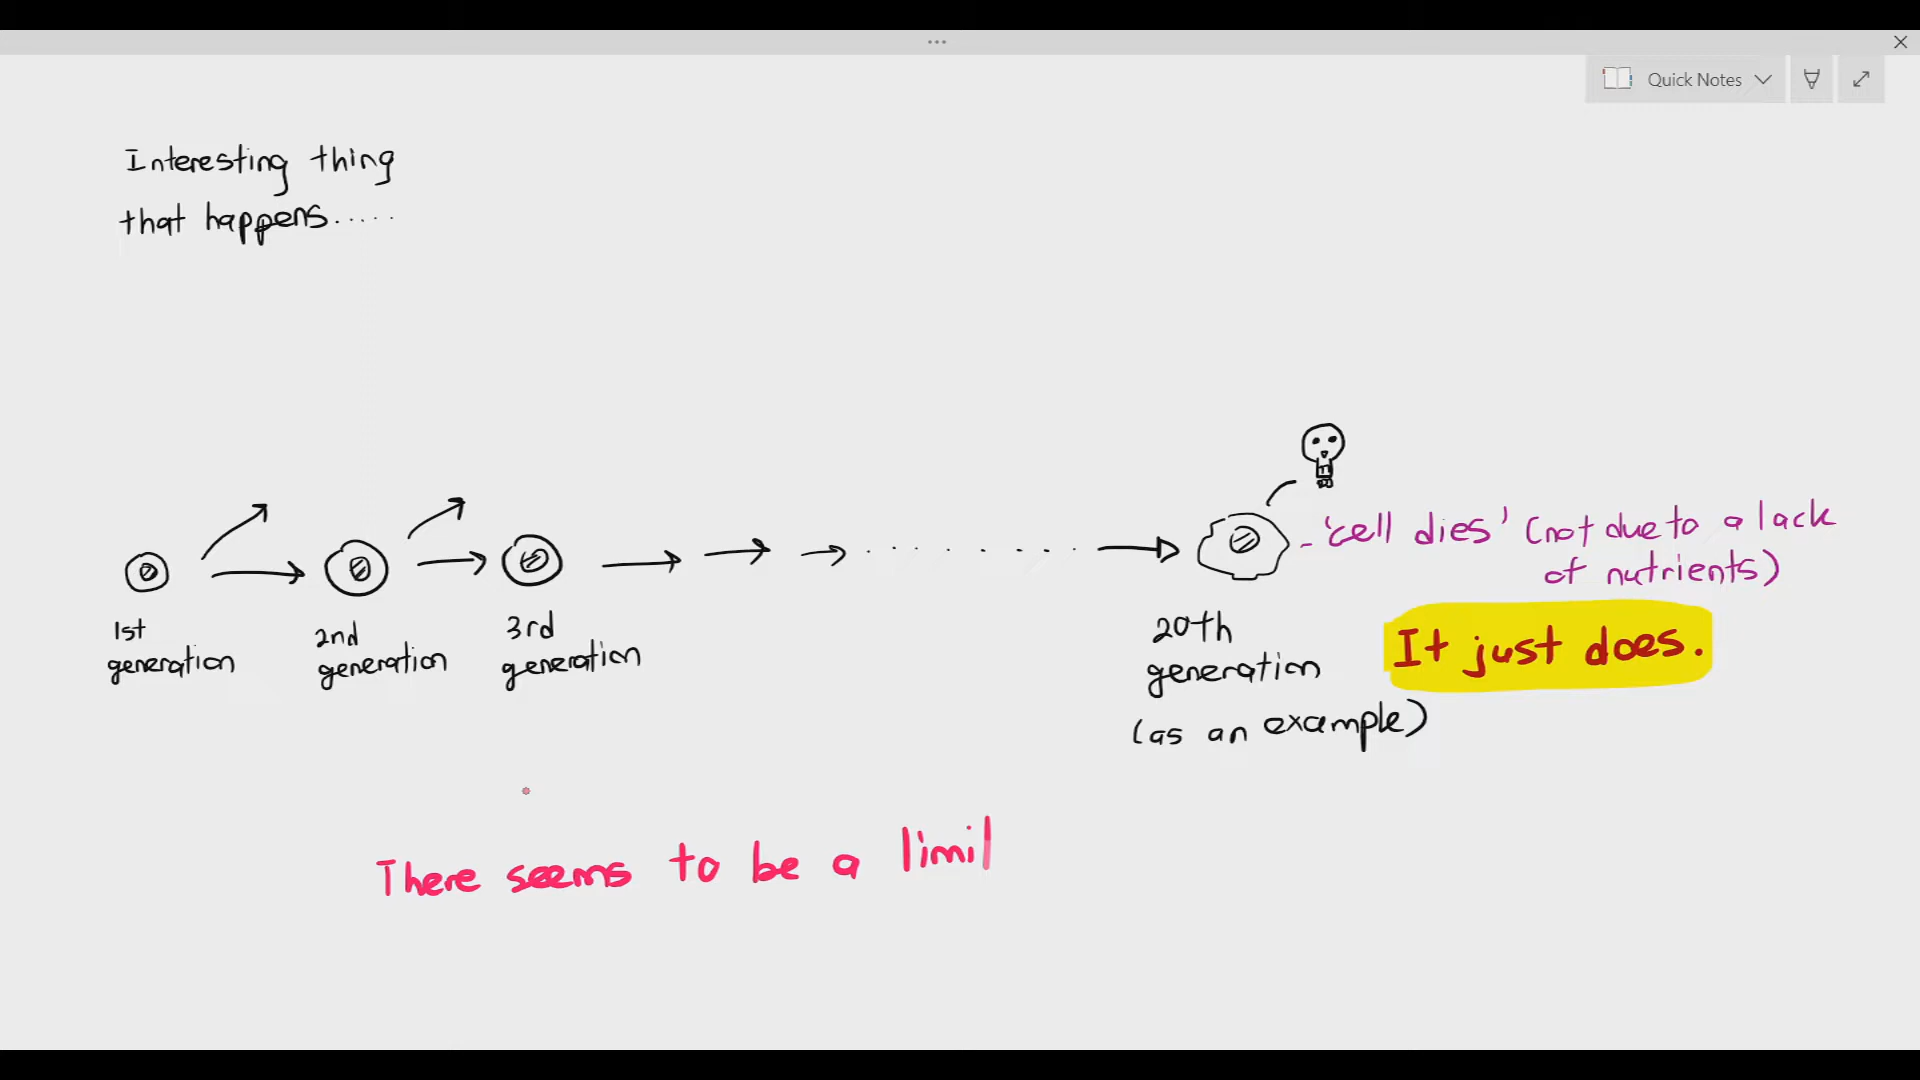 Quick Notes
Interesting thing
that happens.....
'cell dies' (not due to a lack
of nutrients)
1st
generation
2nd
generation
3rd
generation
20th
generation
(as an example)
It just does.
There seems to be a limit